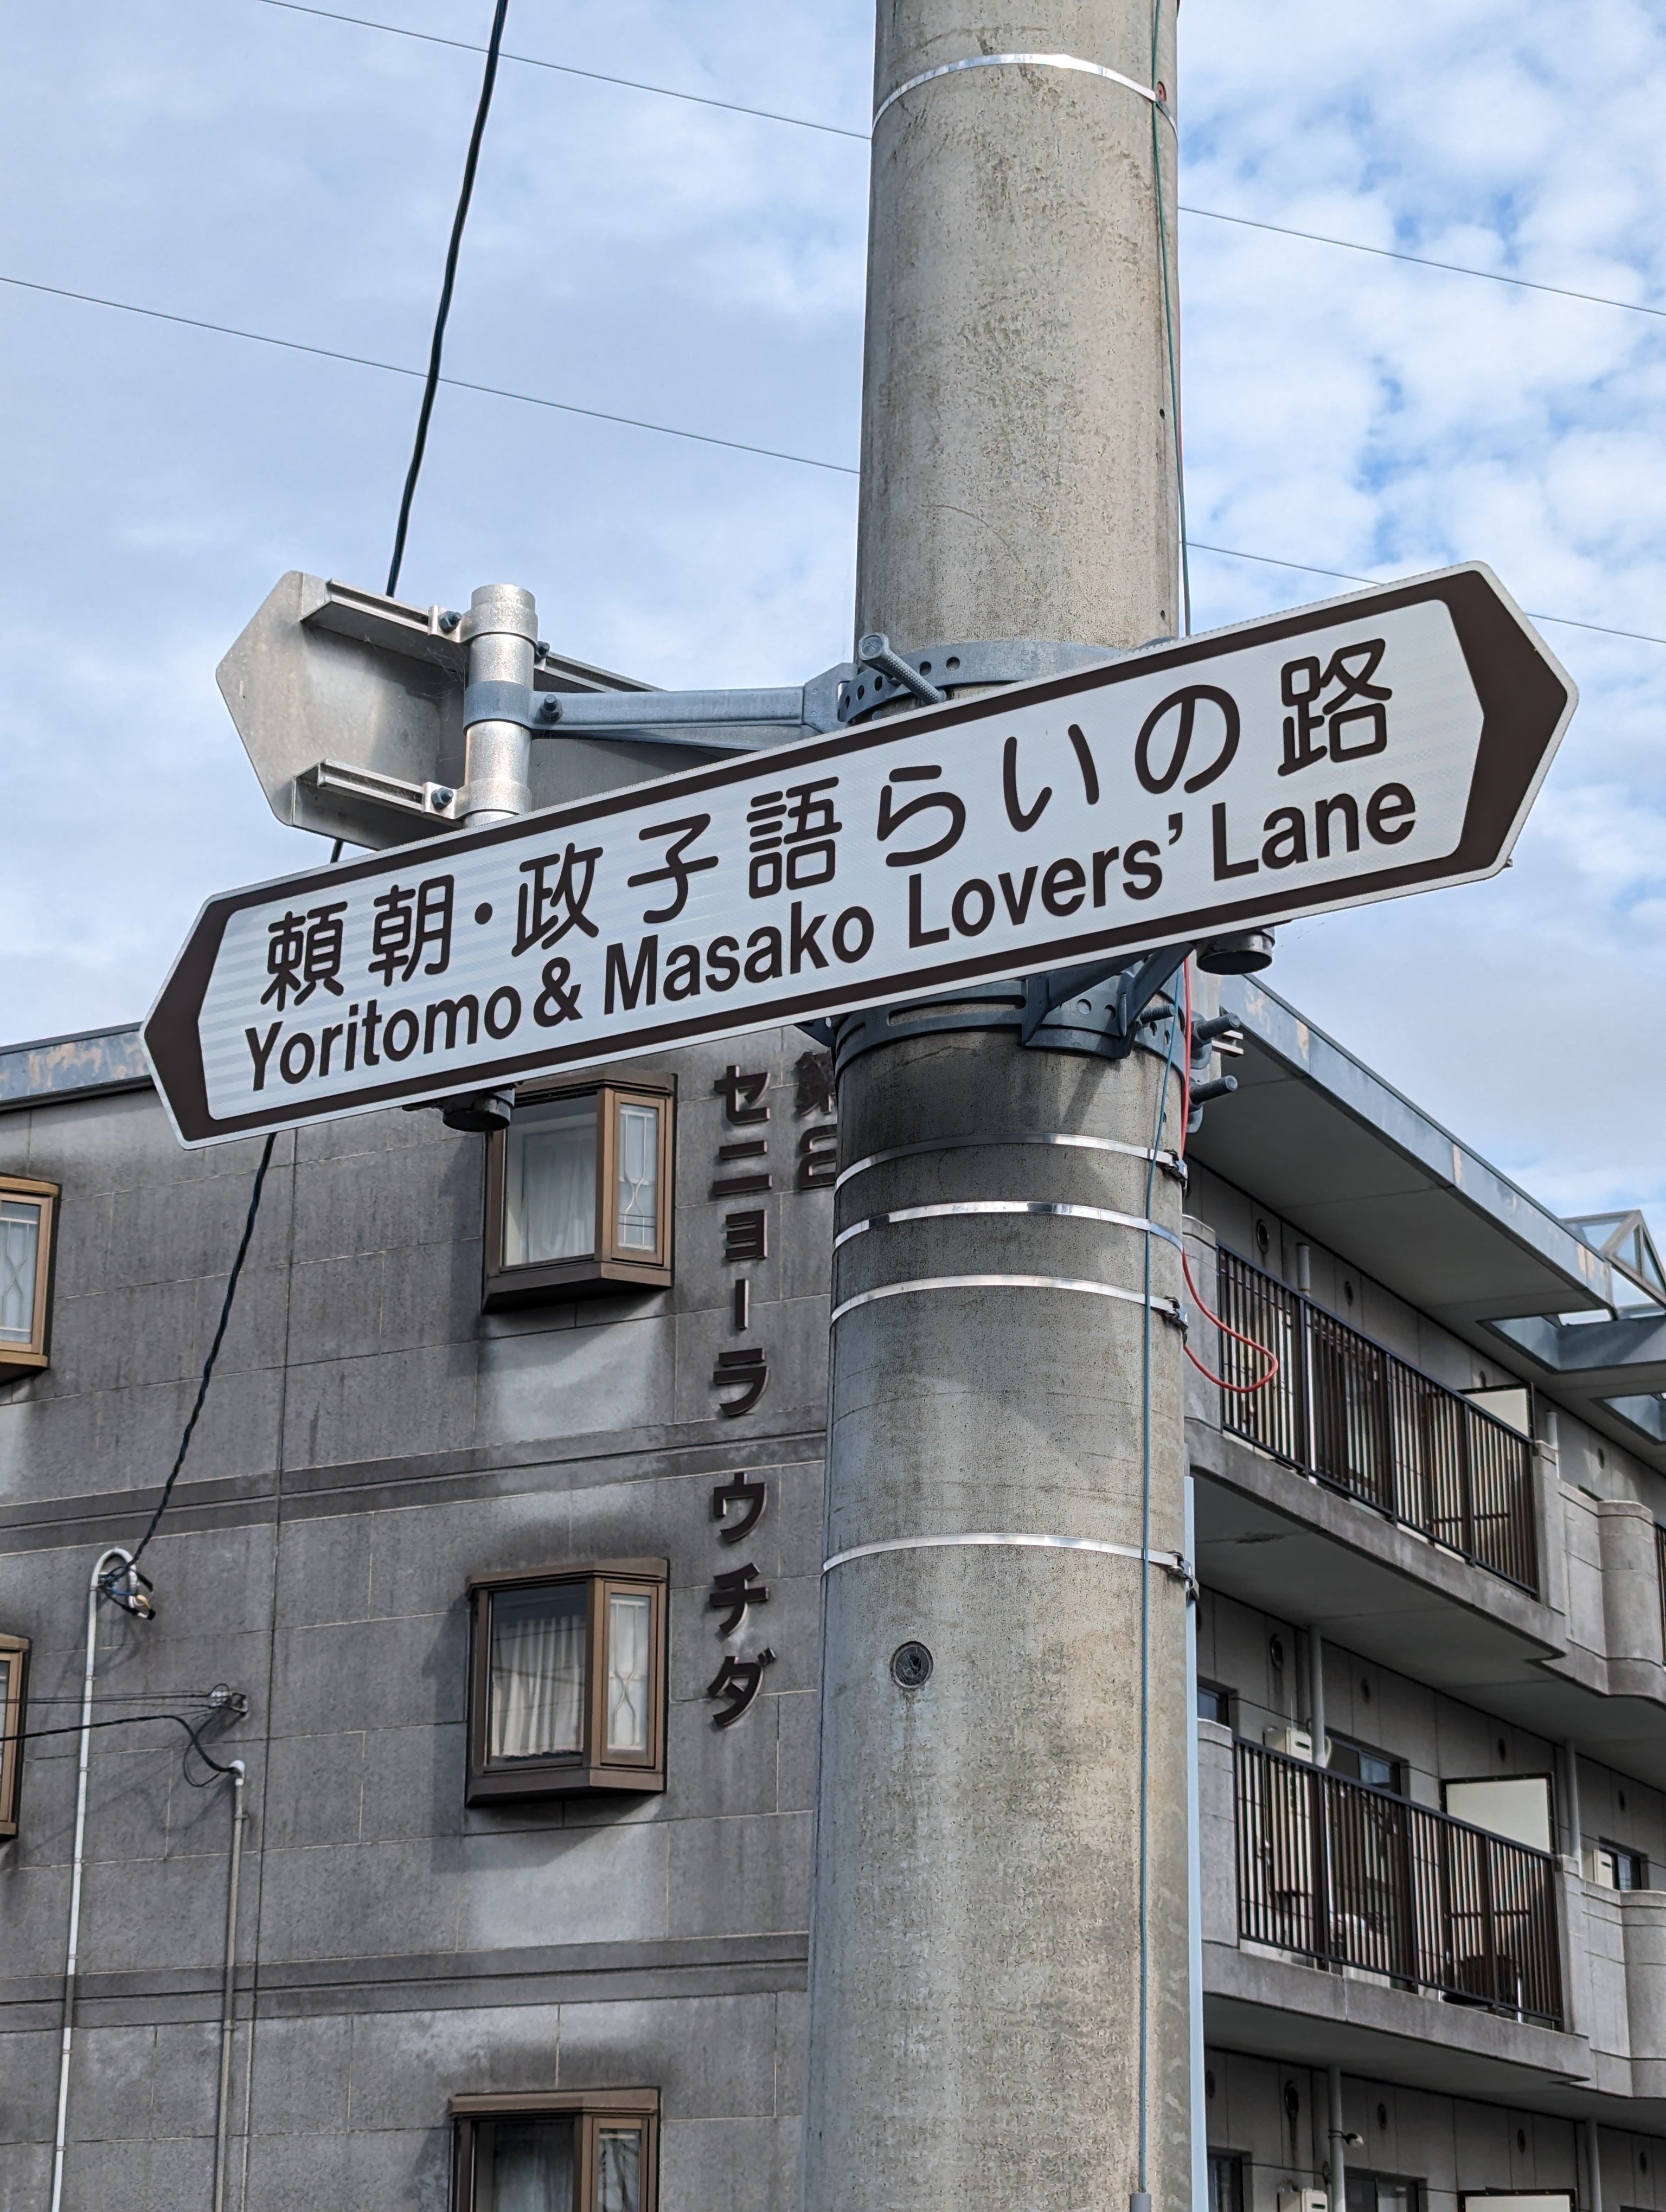 頼朝・政子語らいの路
Yoritomo & Masako Lovers' Lane
セニョーラ ウチダ